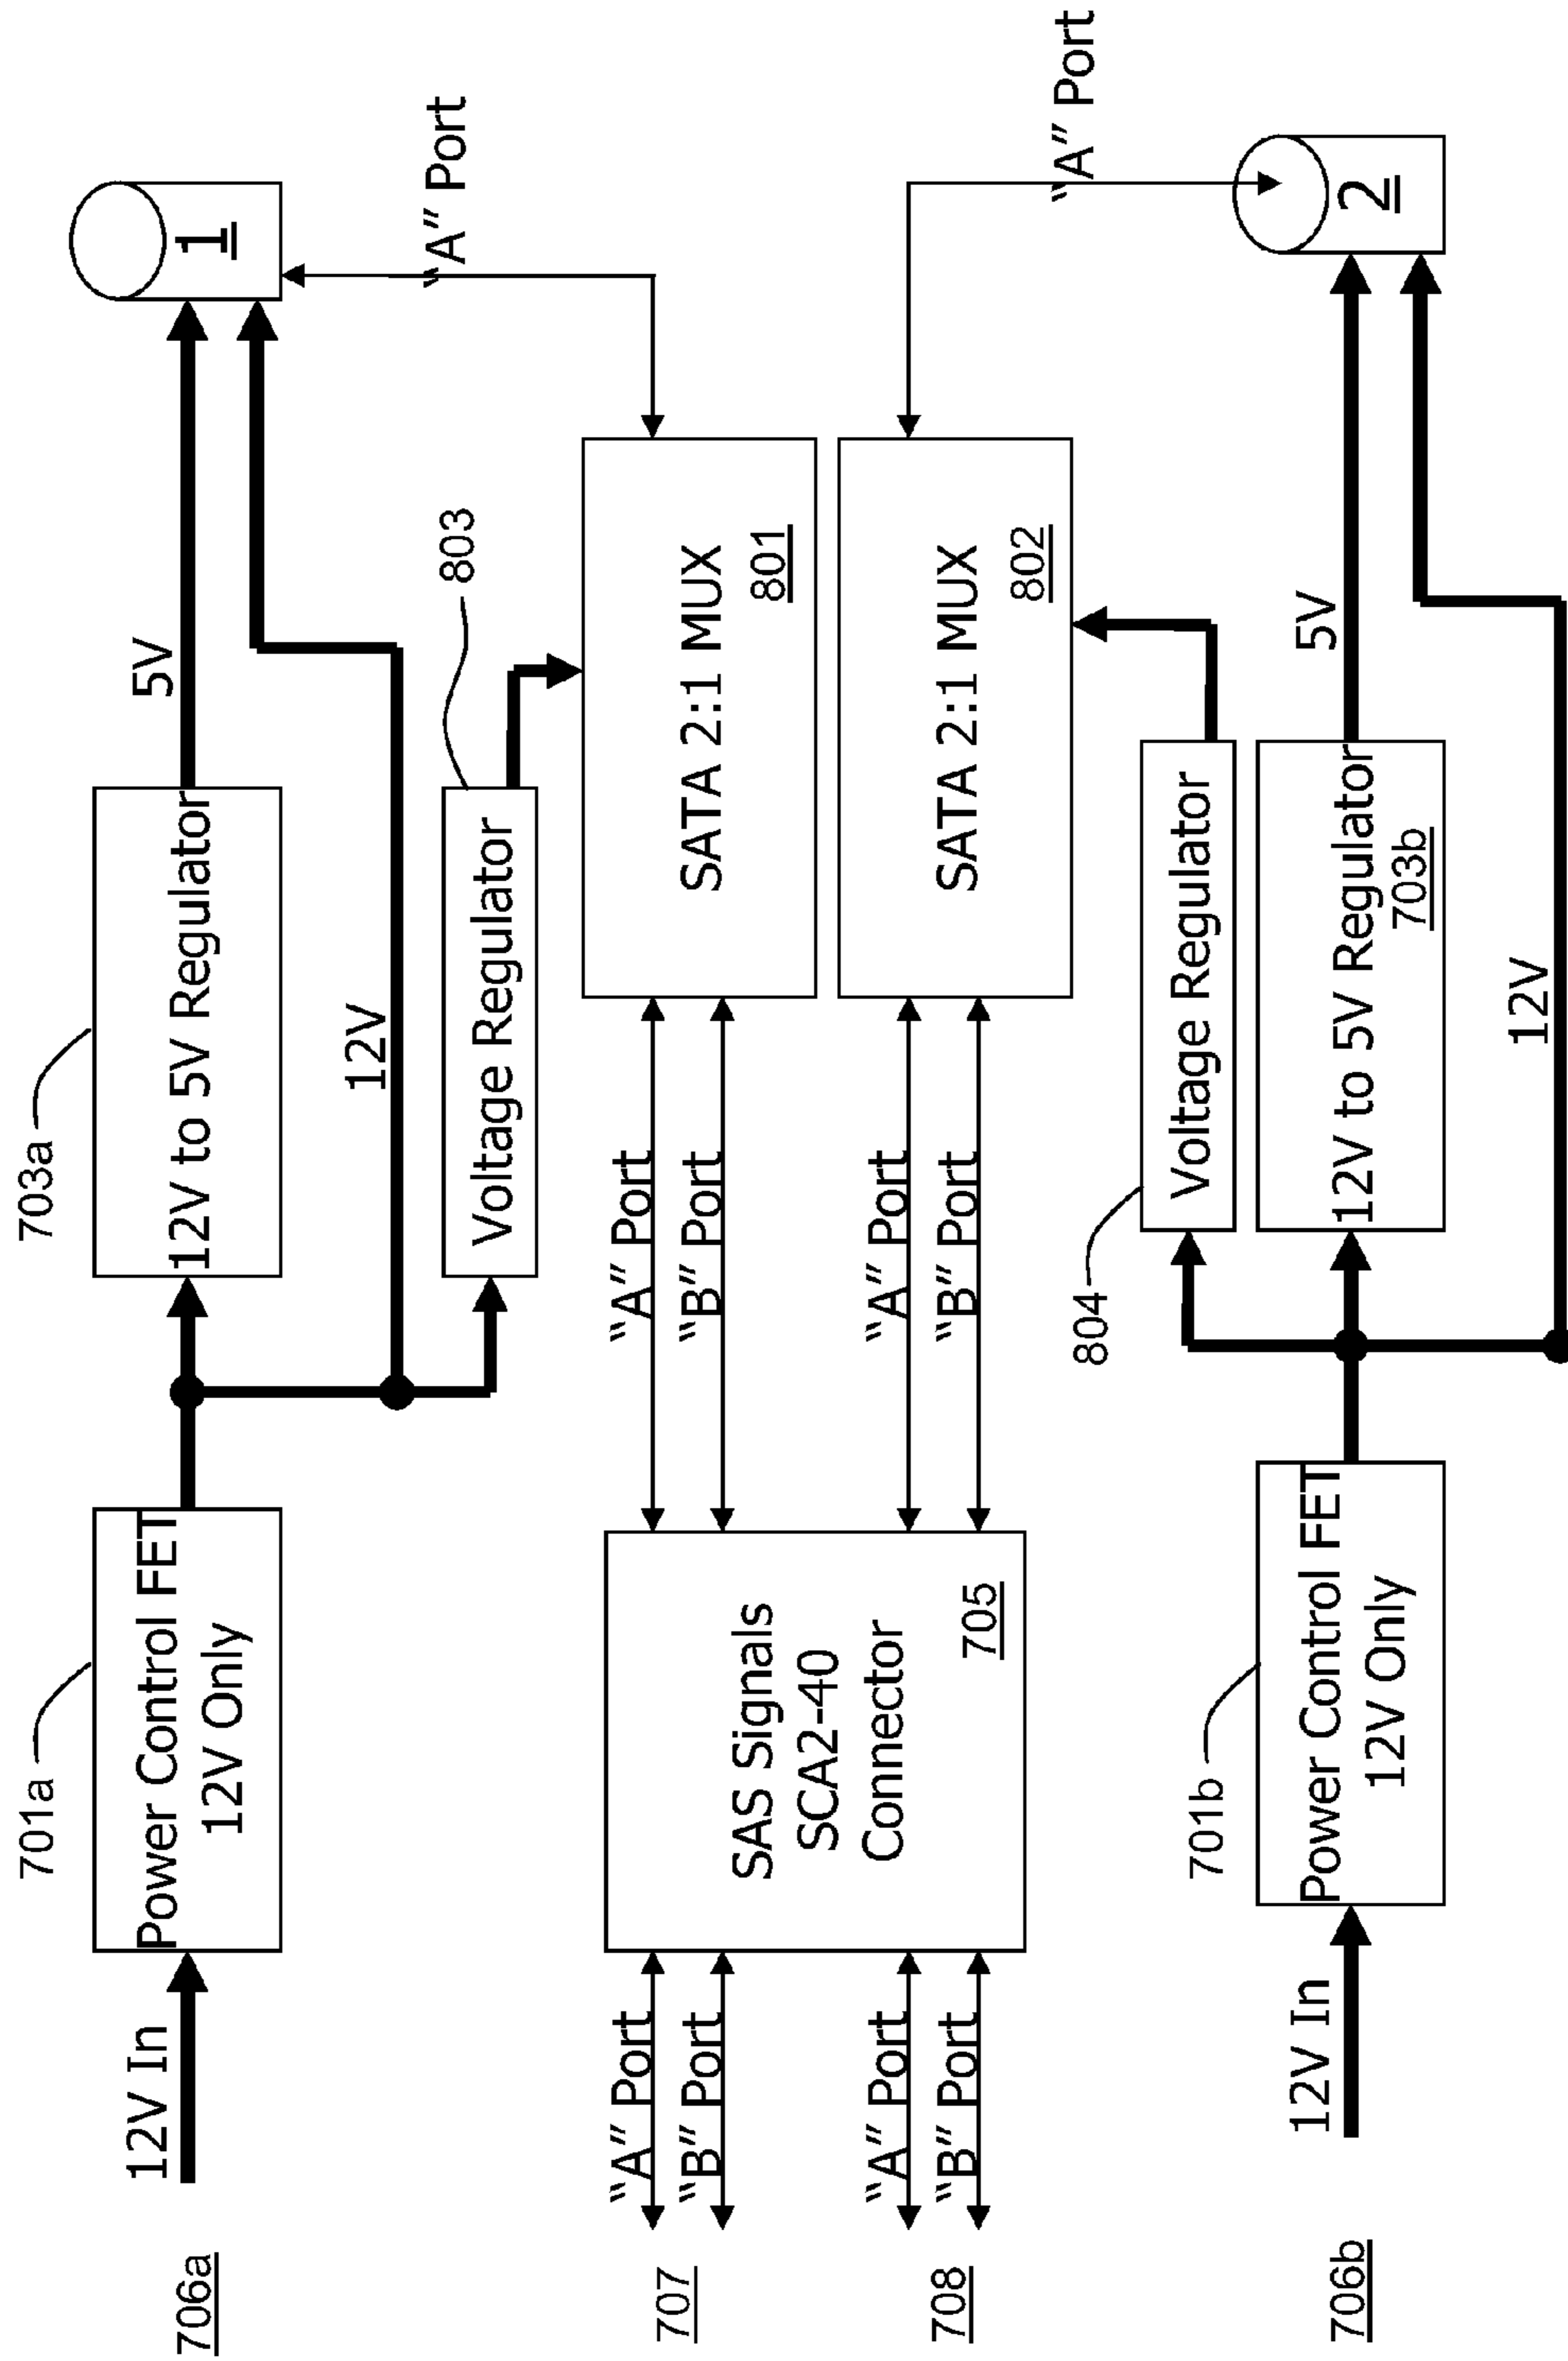 706a
12V In
701a
Power Control FET
12V Only
703a
12V to 5V Regulator
5V
1
12V
Voltage Regulator
803
“A” Port
707
“A” Port
“B” Port
“A” Port
“B” Port
SATA 2:1 MUX
801
SAS Signals
SCA2-40
Connector
705
708
“A” Port
“B” Port
“A” Port
“B” Port
SATA 2:1 MUX
802
“A” Port
804
Voltage Regulator
706b
12V In
701b
Power Control FET
12V Only
12V to 5V Regulator
703b
5V
2
12V